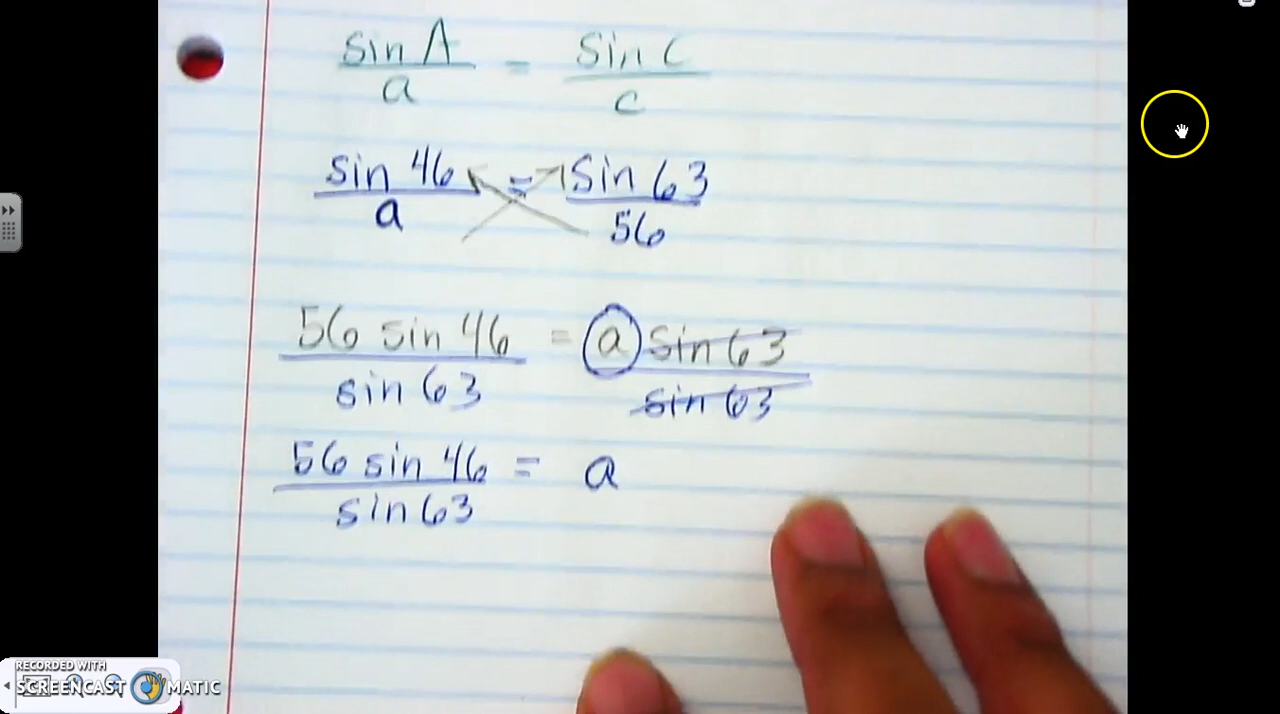 sin A / a = sin C / c
sin 46 / a = sin 63 / 56
56 sin 46 / sin 63 = a sin 63 / sin 63
56 sin 46 / sin 63 = a
RECORDED WITH
SCREENCAST MATIC